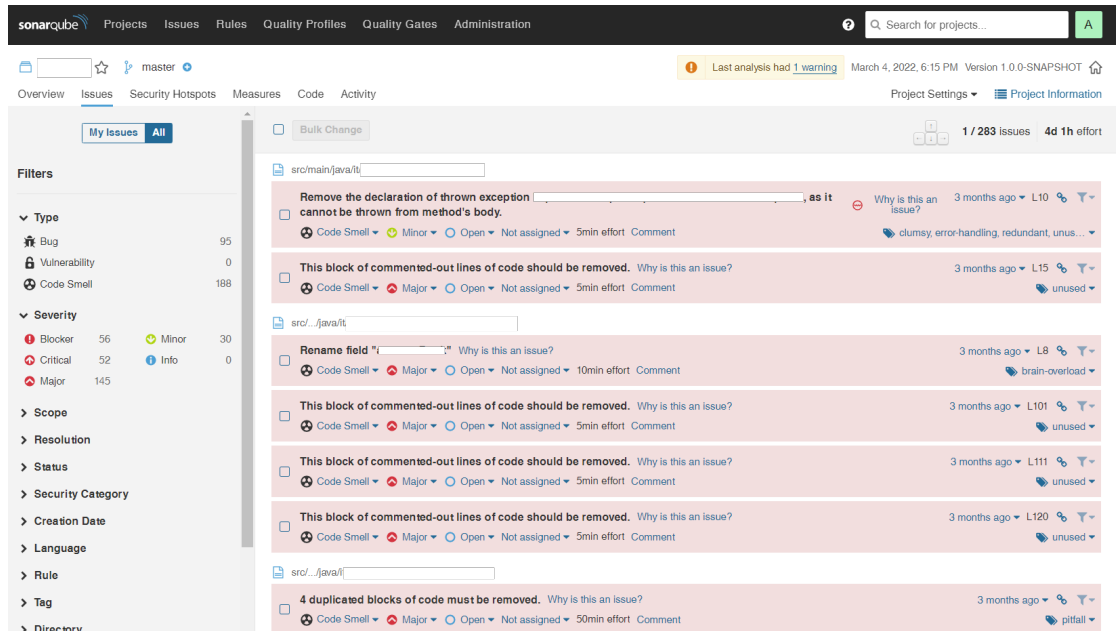 sonarqube Projects Issues Rules Quality Profiles Quality Gates Administration ? Search for projects... A
master Last analysis had 1 warning March 4, 2022, 6:15 PM Version 1.0.0-SNAPSHOT
Overview Issues Security Hotspots Measures Code Activity Project Settings Project Information
My Issues All
Bulk Change 1 / 283 issues 4d 1h effort
Filters
Type
Bug 95
Vulnerability 0
Code Smell 188
Severity
Blocker 56 Minor 30
Critical 52 Info 0
Major 145
Scope
Resolution
Status
Security Category
Creation Date
Language
Rule
Tag
Directory
src/main/java/it/
Remove the declaration of thrown exception , as it
cannot be thrown from method's body.
Why is this an
issue?
3 months ago L10
Code Smell Minor Open Not assigned 5min effort Comment clumsy, error-handling, redundant, unus...
This block of commented-out lines of code should be removed. Why is this an issue? 3 months ago L15
Code Smell Major Open Not assigned 5min effort Comment unused
src/.../java/it/
Rename field " " Why is this an issue? 3 months ago L8
Code Smell Major Open Not assigned 10min effort Comment brain-overload
This block of commented-out lines of code should be removed. Why is this an issue? 3 months ago L101
Code Smell Major Open Not assigned 5min effort Comment unused
This block of commented-out lines of code should be removed. Why is this an issue? 3 months ago L111
Code Smell Major Open Not assigned 5min effort Comment unused
This block of commented-out lines of code should be removed. Why is this an issue? 3 months ago L120
Code Smell Major Open Not assigned 5min effort Comment unused
src/.../java/i
4 duplicated blocks of code must be removed. Why is this an issue? 3 months ago
Code Smell Major Open Not assigned 50min effort Comment pitfall